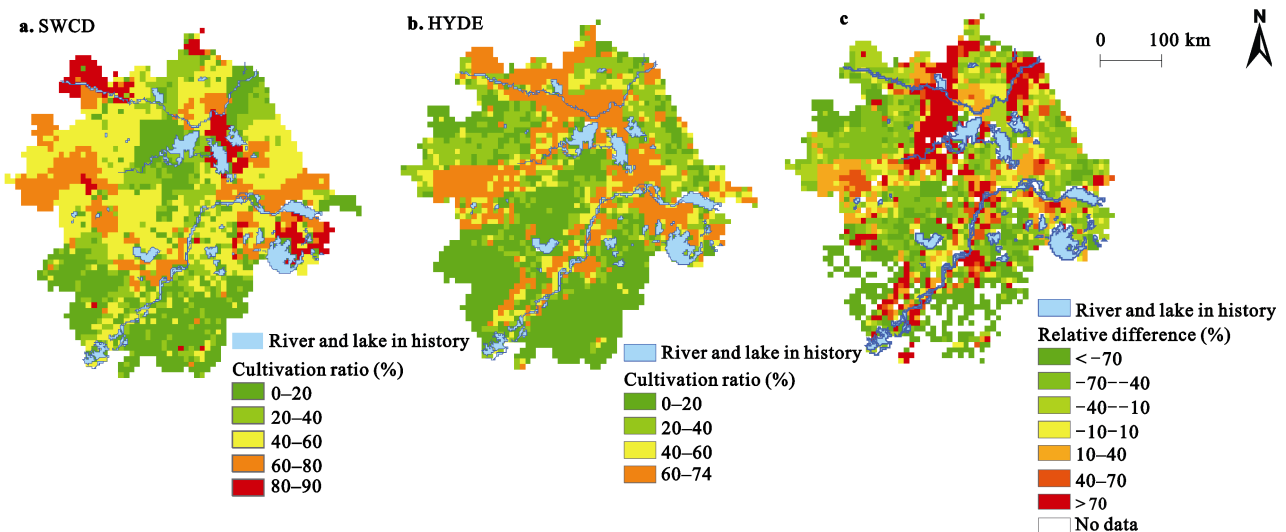 a. SWCD
b. HYDE
c
0 100 km
N
River and lake in history
Cultivation ratio (%)
0–20
20–40
40–60
60–80
80–90
River and lake in history
Cultivation ratio (%)
0–20
20–40
40–60
60–74
River and lake in history
Relative difference (%)
<-70
-70--40
-40--10
-10-10
10-40
40-70
>70
No data